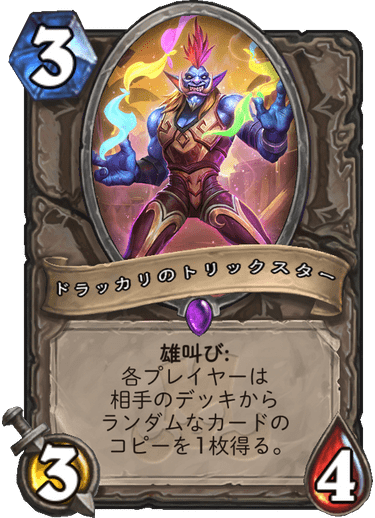 3
ドラッカリのトリックスター
雄叫び:
各プレイヤーは
相手のデッキから
ランダムなカードの
コピーを1枚得る。
3
4